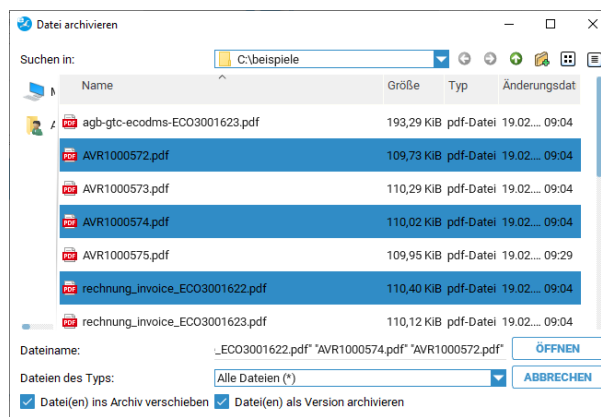 Datei archivieren
Suchen in: C:\beispiele
Name Größe Typ Änderungsdat
agb-gtc-ecodms-ECO3001623.pdf 193,29 KiB pdf-Datei 19.02.... 09:04
AVR1000572.pdf 109,73 KiB pdf-Datei 19.02.... 09:04
AVR1000573.pdf 110,29 KiB pdf-Datei 19.02.... 09:04
AVR1000574.pdf 110,02 KiB pdf-Datei 19.02.... 09:04
AVR1000575.pdf 109,95 KiB pdf-Datei 19.02.... 09:29
rechnung_invoice_ECO3001622.pdf 110,40 KiB pdf-Datei 19.02.... 09:04
rechnung_invoice_ECO3001623.pdf 110,12 KiB pdf-Datei 19.02.... 09:04
Dateiname: _ECO3001622.pdf" "AVR1000574.pdf" "AVR1000572.pdf" ÖFFNEN
Dateien des Typs: Alle Dateien (*) ABBRECHEN
Datei(en) ins Archiv verschieben Datei(en) als Version archivieren